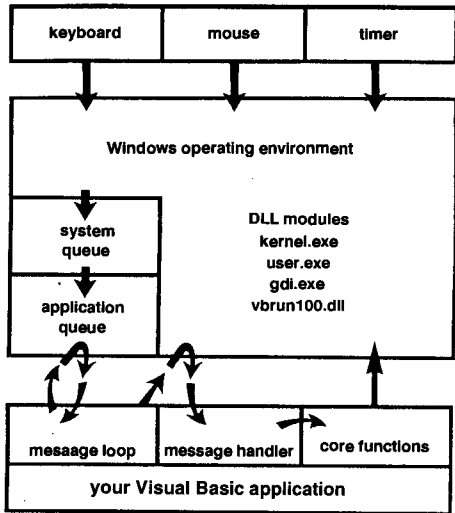 keyboard
mouse
timer
Windows operating environment
system
queue
application
queue
DLL modules
kernel.exe
user.exe
gdi.exe
vbrun100.dll
mesaage loop
message handler
core functions
your Visual Basic application